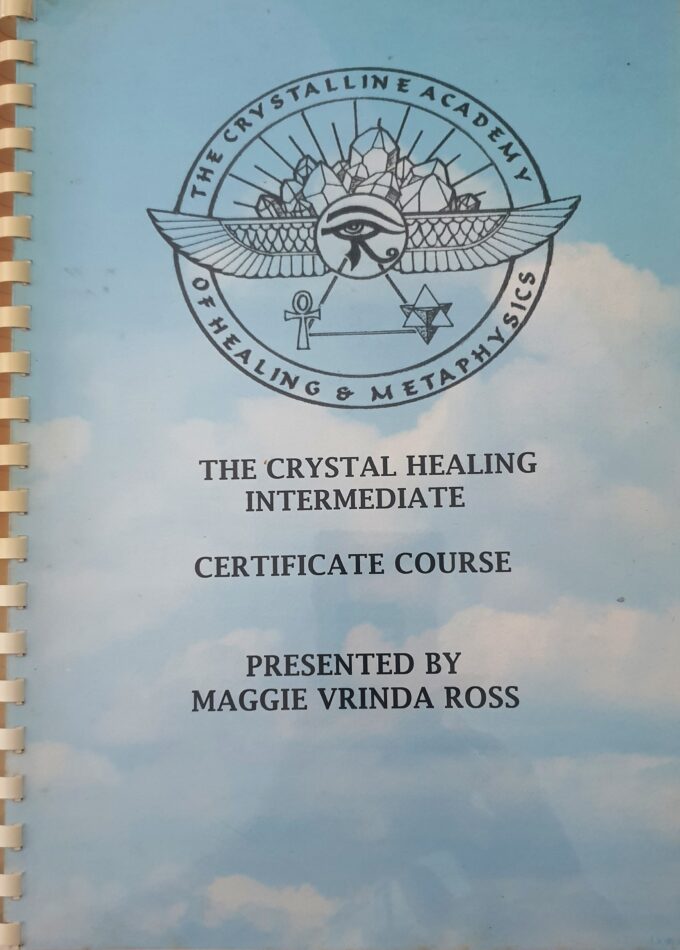 THE CRYSTALLINE ACADEMY
OF HEALING & METAPHYSICS
THE CRYSTAL HEALING
INTERMEDIATE
CERTIFICATE COURSE
PRESENTED BY
MAGGIE VRINDA ROSS